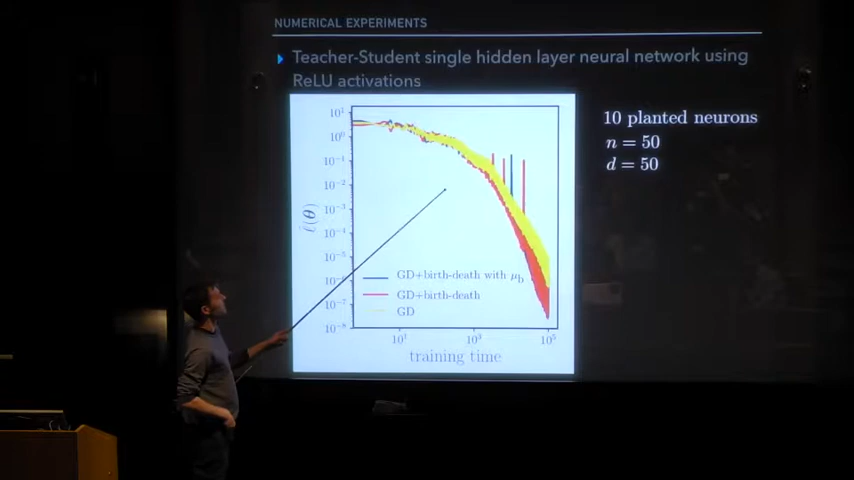 NUMERICAL EXPERIMENTS
Teacher-Student single hidden layer neural network using
ReLU activations
10 planted neurons
n = 50
d = 50
10¹
10⁰
10⁻¹
10⁻²
10⁻³
10⁻⁴
10⁻⁵
10⁻⁶
10⁻⁷
10⁻⁸
ℓ(θ)
GD+birth-death with μb
GD+birth-death
GD
10¹
10³
10⁵
training time